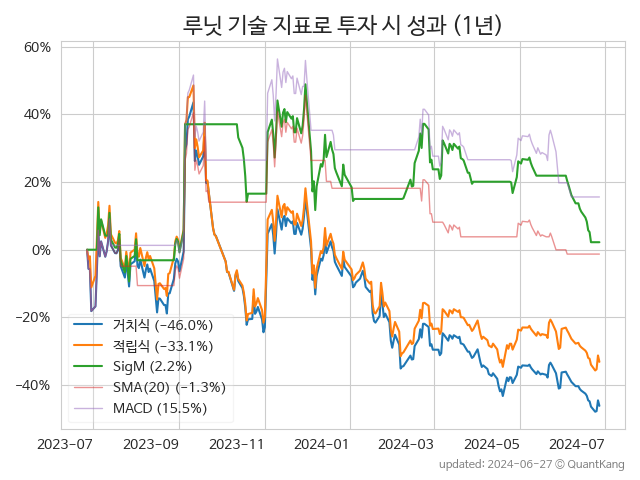 루닛 기술 지표로 투자 시 성과 (1년)
60%
40%
20%
0%
−20%
−40%
거치식 (−46.0%)
적립식 (−33.1%)
SigM (2.2%)
SMA(20) (−1.3%)
MACD (15.5%)
2023−07 2023−09 2023−11 2024−01 2024−03 2024−05 2024−07
updated: 2024−06−27 © QuantKang